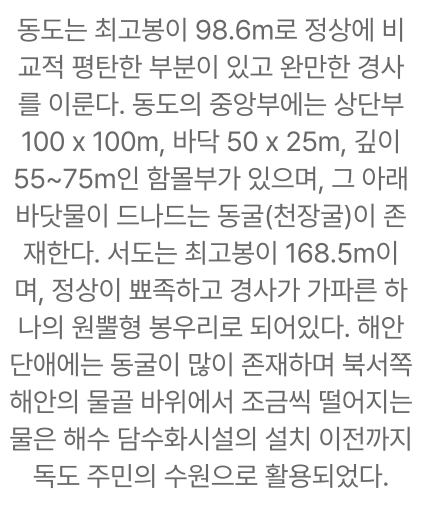 동도는 최고봉이 98.6m로 정상에 비
교적 평탄한 부분이 있고 완만한 경사
를 이룬다. 동도의 중앙부에는 상단부
100 x 100m, 바닥 50 x 25m, 깊이
55~75m인 함몰부가 있으며, 그 아래
바닷물이 드나드는 동굴(천장굴)이 존
재한다. 서도는 최고봉이 168.5m이
며, 정상이 뾰족하고 경사가 가파른 하
나의 원뿔형 봉우리로 되어있다. 해안
단애에는 동굴이 많이 존재하며 북서쪽
해안의 물골 바위에서 조금씩 떨어지는
물은 해수 담수화시설의 설치 이전까지
독도 주민의 수원으로 활용되었다.